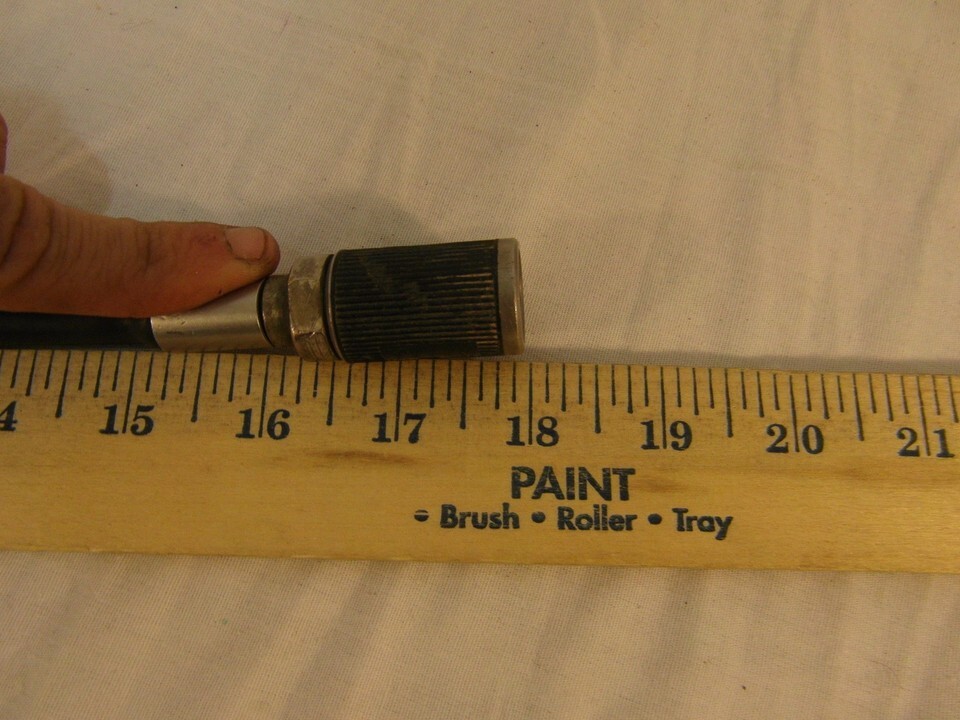 4 15 16 17 18 19 20 21
PAINT
• Brush • Roller • Tray